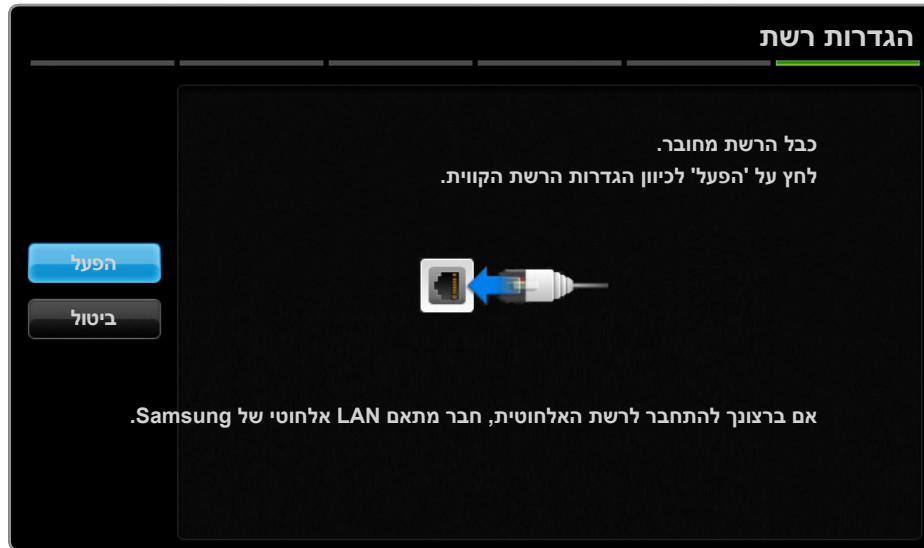 הגדרות רשת
כבל הרשת מחובר.
לחץ על 'הפעל' לכיוון הגדרות הרשת הקווית.
הפעל
ביטול
אם ברצונך להתחבר לרשת האלחוטית, חבר מתאם LAN אלחוטי של Samsung.